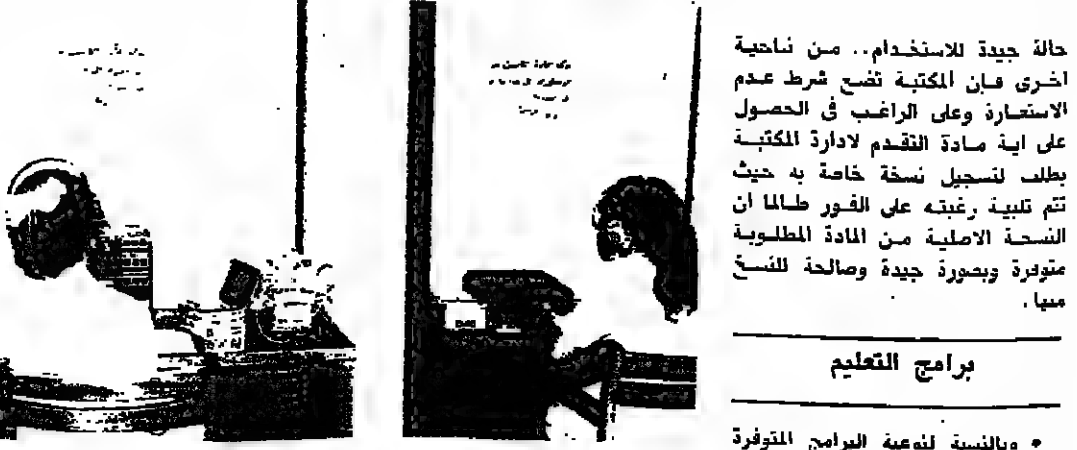 حالة جيدة للاستخدام.. من ناحية
اخرى فان المكتبة تضع شرط عدم
الاستعارة وعلى الراغب في الحصول
على اية مادة التقدم لادارة المكتبة
بطلب لتسجيل نسخة خاصة به حيث
تتم تلبية رغبته على الفور طالما ان
النسخة الاصلية من المادة المطلوبة
متوفرة وبصورة جيدة وصالحة للنسخ
منها.
برامج التعليم
• وبالنسبة لنوعية البرامج المتوفرة